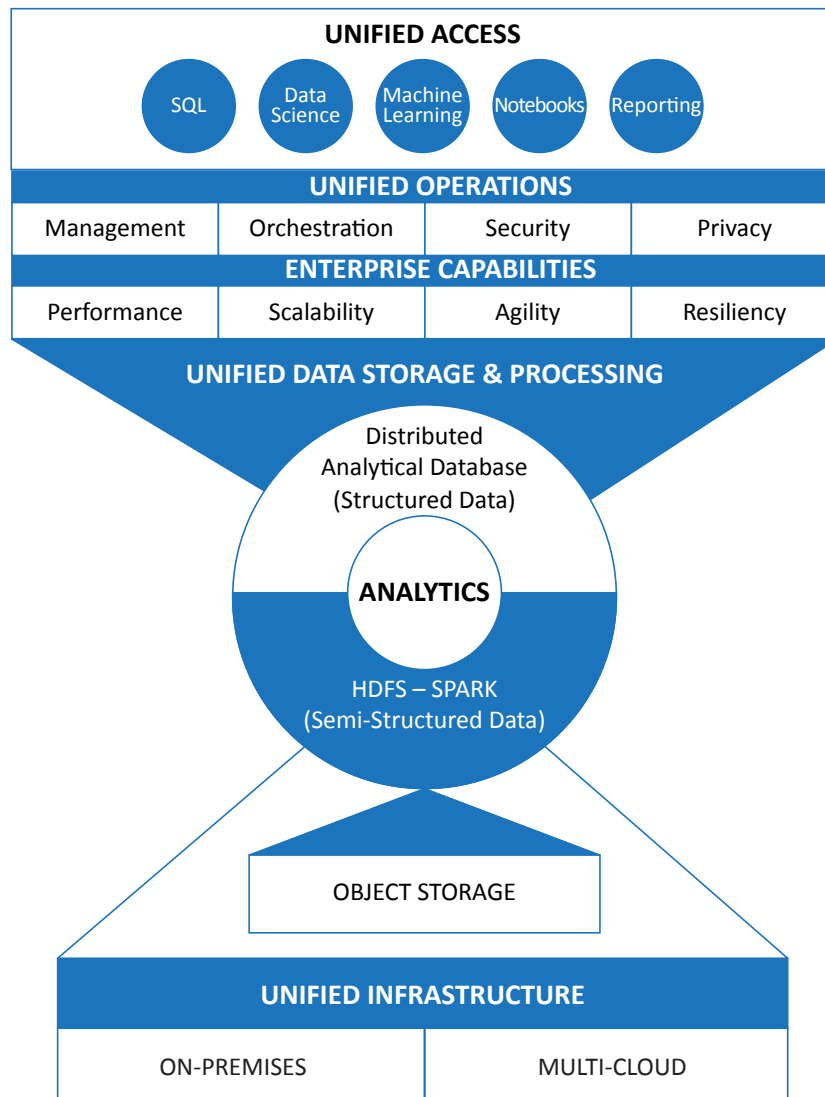 UNIFIED ACCESS
SQL
Data
Science
Machine
Learning
Notebooks
Reporting
UNIFIED OPERATIONS
Management
Orchestration
Security
Privacy
ENTERPRISE CAPABILITIES
Performance
Scalability
Agility
Resiliency
UNIFIED DATA STORAGE & PROCESSING
Distributed
Analytical Database
(Structured Data)
ANALYTICS
HDFS – SPARK
(Semi-Structured Data)
OBJECT STORAGE
UNIFIED INFRASTRUCTURE
ON-PREMISES
MULTI-CLOUD